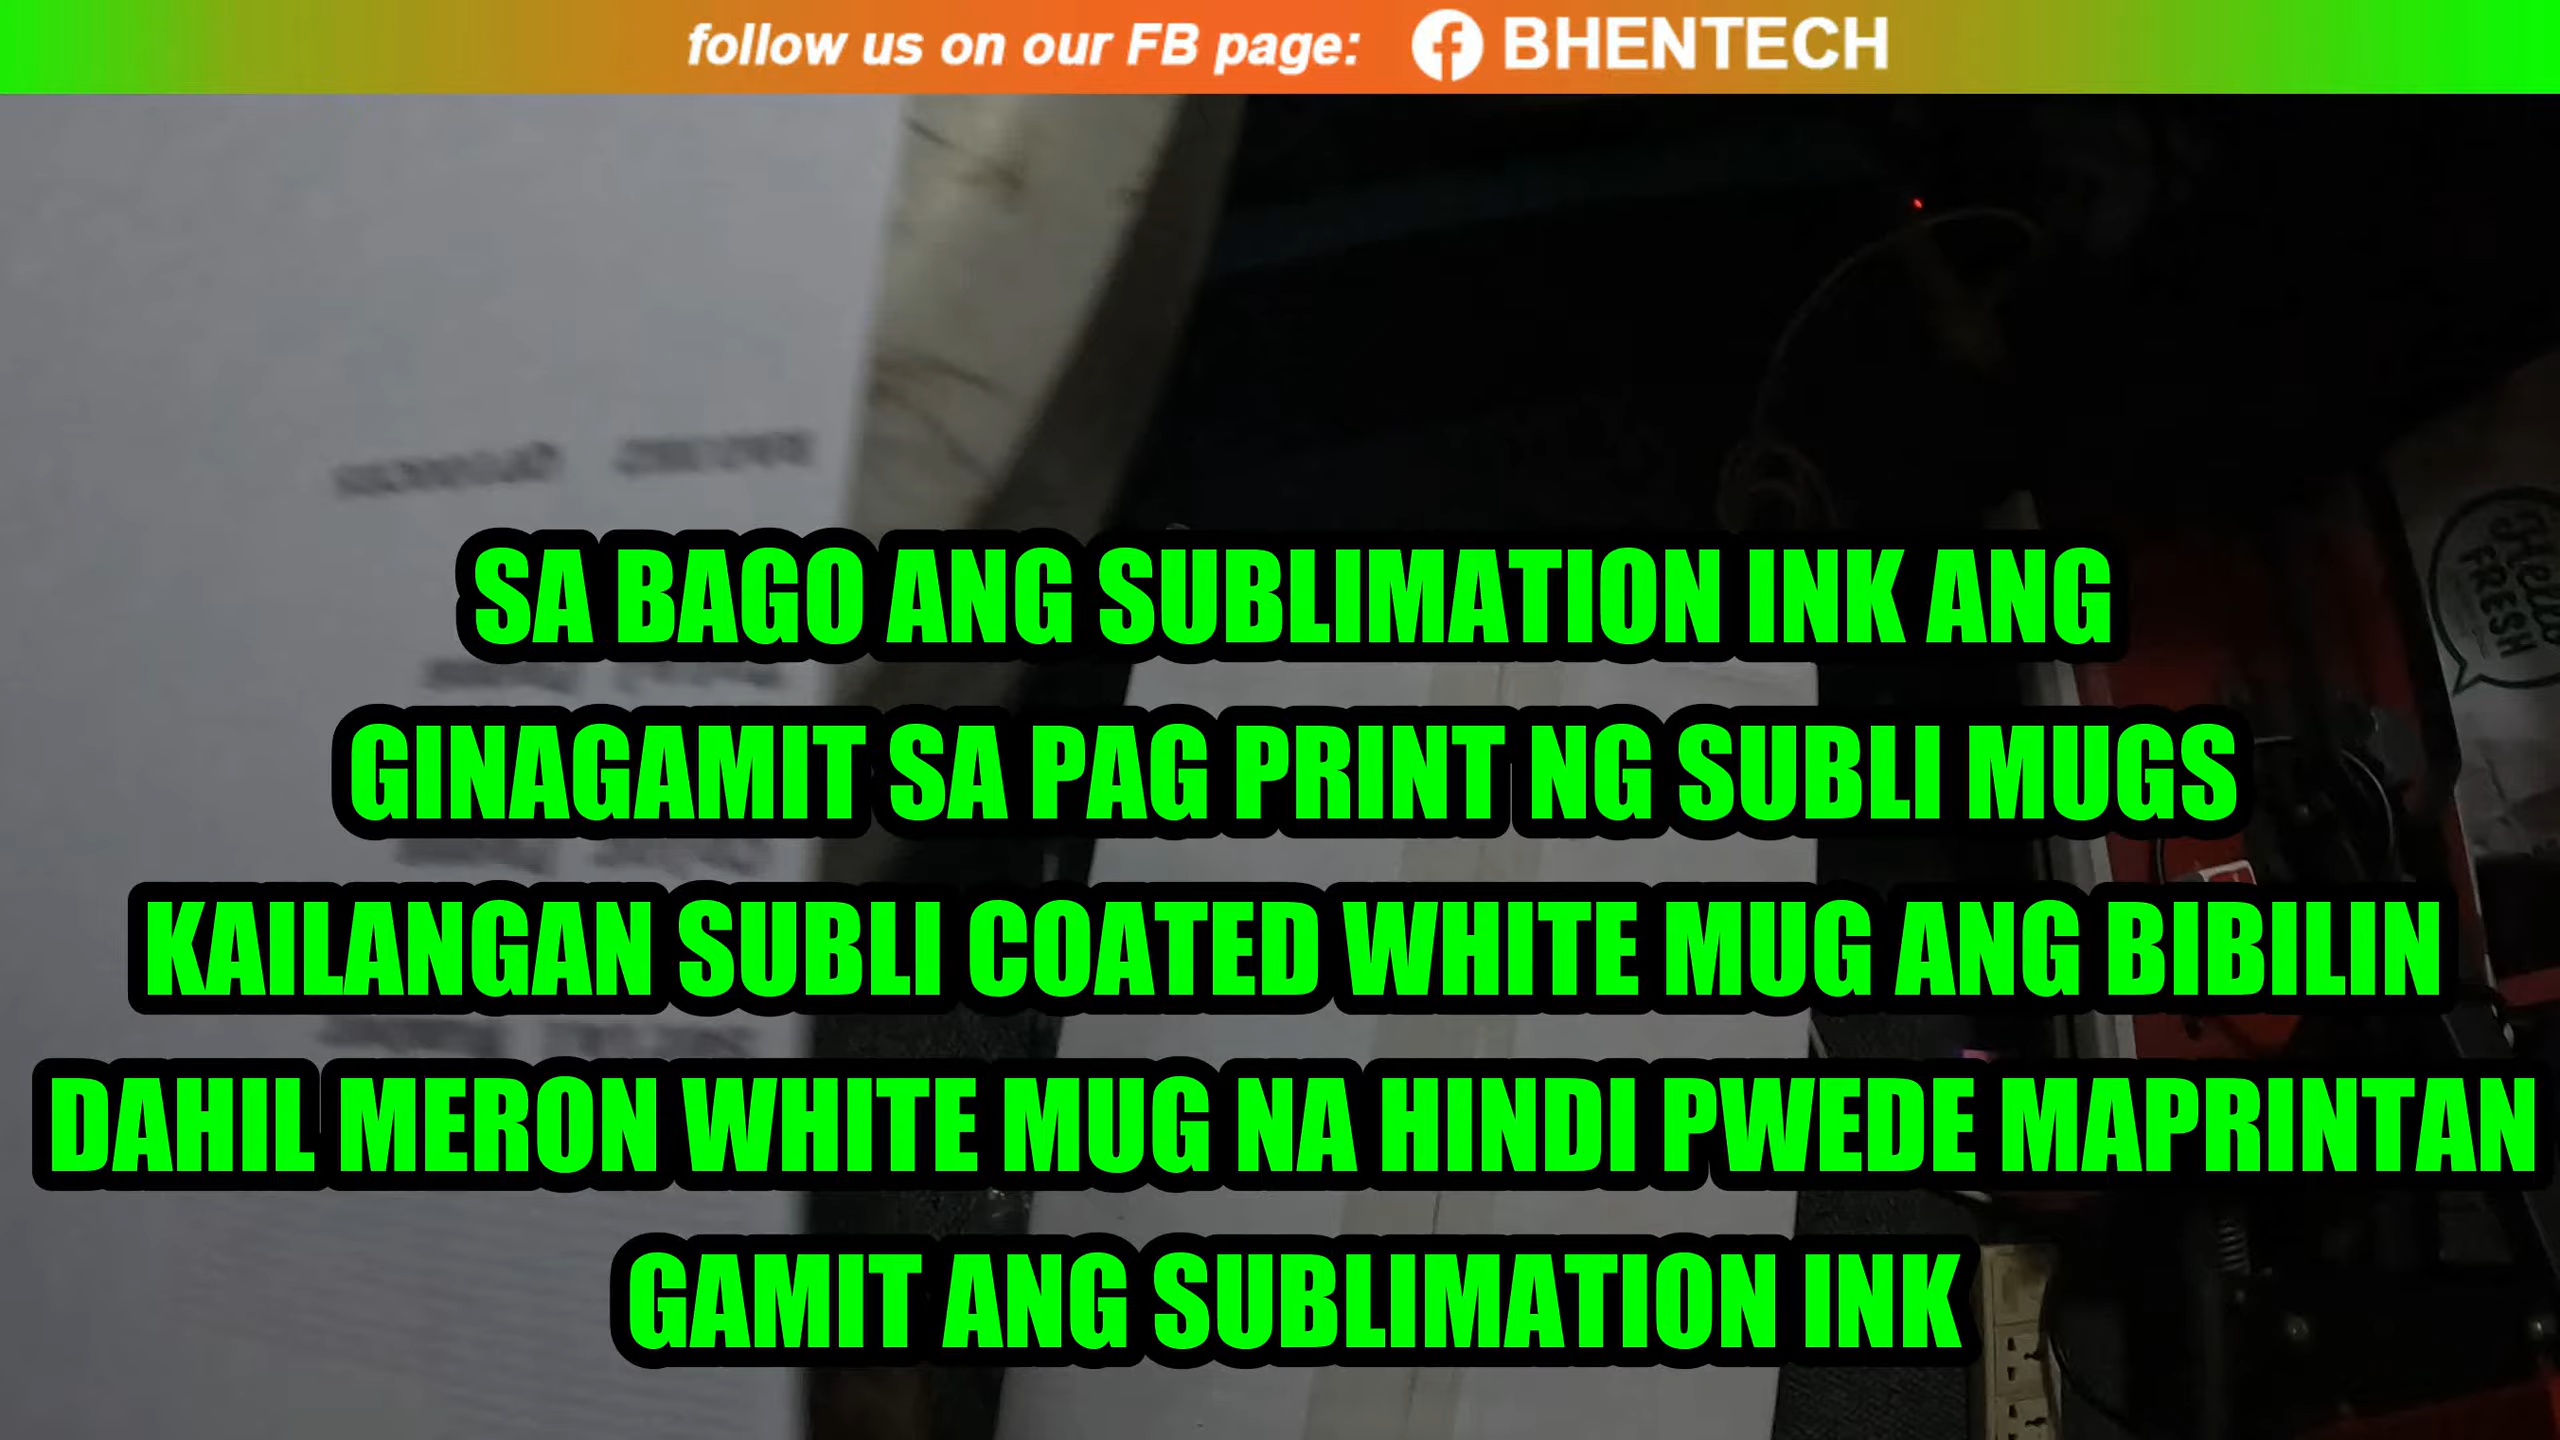 follow us on our FB page: BHENTECH
SA BAGO ANG SUBLIMATION INK ANG
GINAGAMIT SA PAG PRINT NG SUBLI MUGS
KAILANGAN SUBLI COATED WHITE MUG ANG BIBILIN
DAHIL MERON WHITE MUG NA HINDI PWEDE MAPRINTAN
GAMIT ANG SUBLIMATION INK
Hello
FRESH